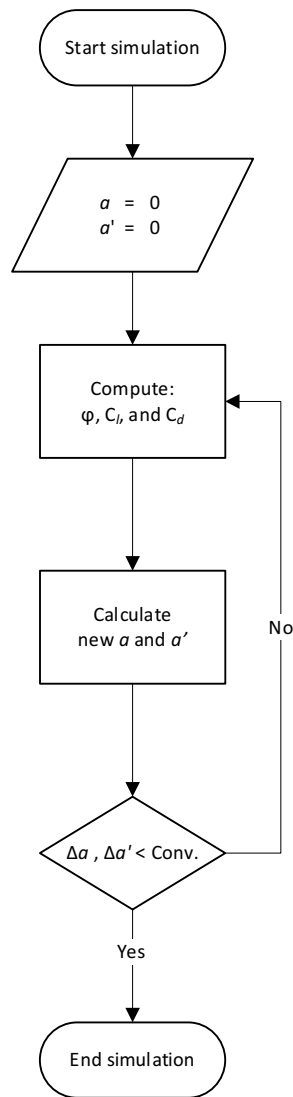 Start simulation
a = 0
a' = 0
Compute:
φ, Cl, and Cd
Calculate
new a and a’
No
Δa , Δa' < Conv.
Yes
End simulation